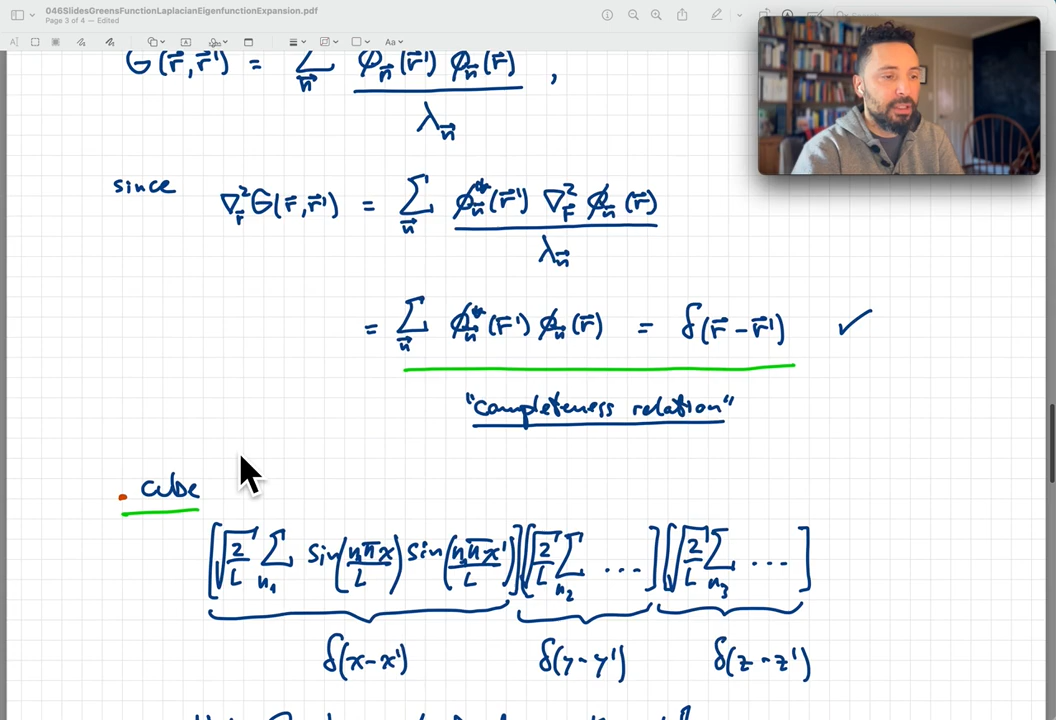 046SlidesGreensFunctionLaplacianEigenfunctionExpansion.pdf
Page 3 of 4 — Edited
Aa
G(r⃗,r⃗') = Σ_n⃗ ϕ_n⃗(r⃗') ϕ_n⃗(r⃗) / λ_n⃗ ,
since ∇²_r⃗ G(r⃗,r⃗') = Σ_n⃗ ϕ*_n⃗(r⃗') ∇²_r⃗ ϕ_n⃗(r⃗) / λ_n⃗
= Σ_n⃗ ϕ*_n⃗(r⃗') ϕ_n⃗(r⃗) = δ(r⃗-r⃗') ✓
"completeness relation"
. cube
[√(2/L) Σ_n₁ sin(n₁πx/L) sin(n₁πx'/L)] [√(2/L) Σ_n₂ ...] [√(2/L) Σ_n₃ ...]
δ(x-x') δ(y-y') δ(z-z')